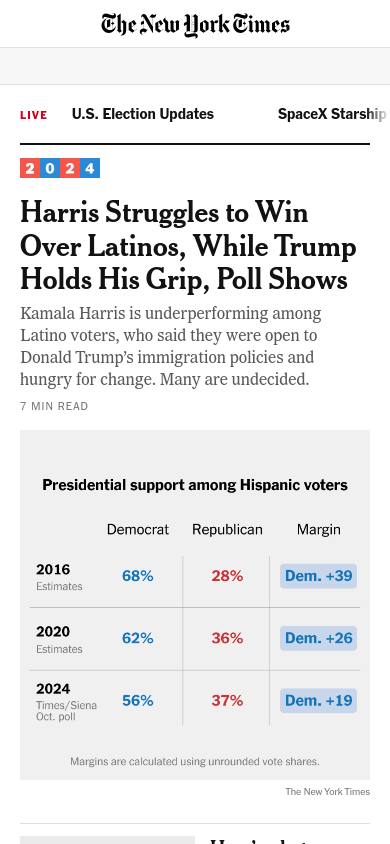 The New York Times
LIVE U.S. Election Updates SpaceX Starship
2024
Harris Struggles to Win
Over Latinos, While Trump
Holds His Grip, Poll Shows
Kamala Harris is underperforming among
Latino voters, who said they were open to
Donald Trump’s immigration policies and
hungry for change. Many are undecided.
7 MIN READ
Presidential support among Hispanic voters
Democrat Republican Margin
2016
Estimates
68% 28% Dem. +39
2020
Estimates
62% 36% Dem. +26
2024
Times/Siena
Oct. poll
56% 37% Dem. +19
Margins are calculated using unrounded vote shares.
The New York Times